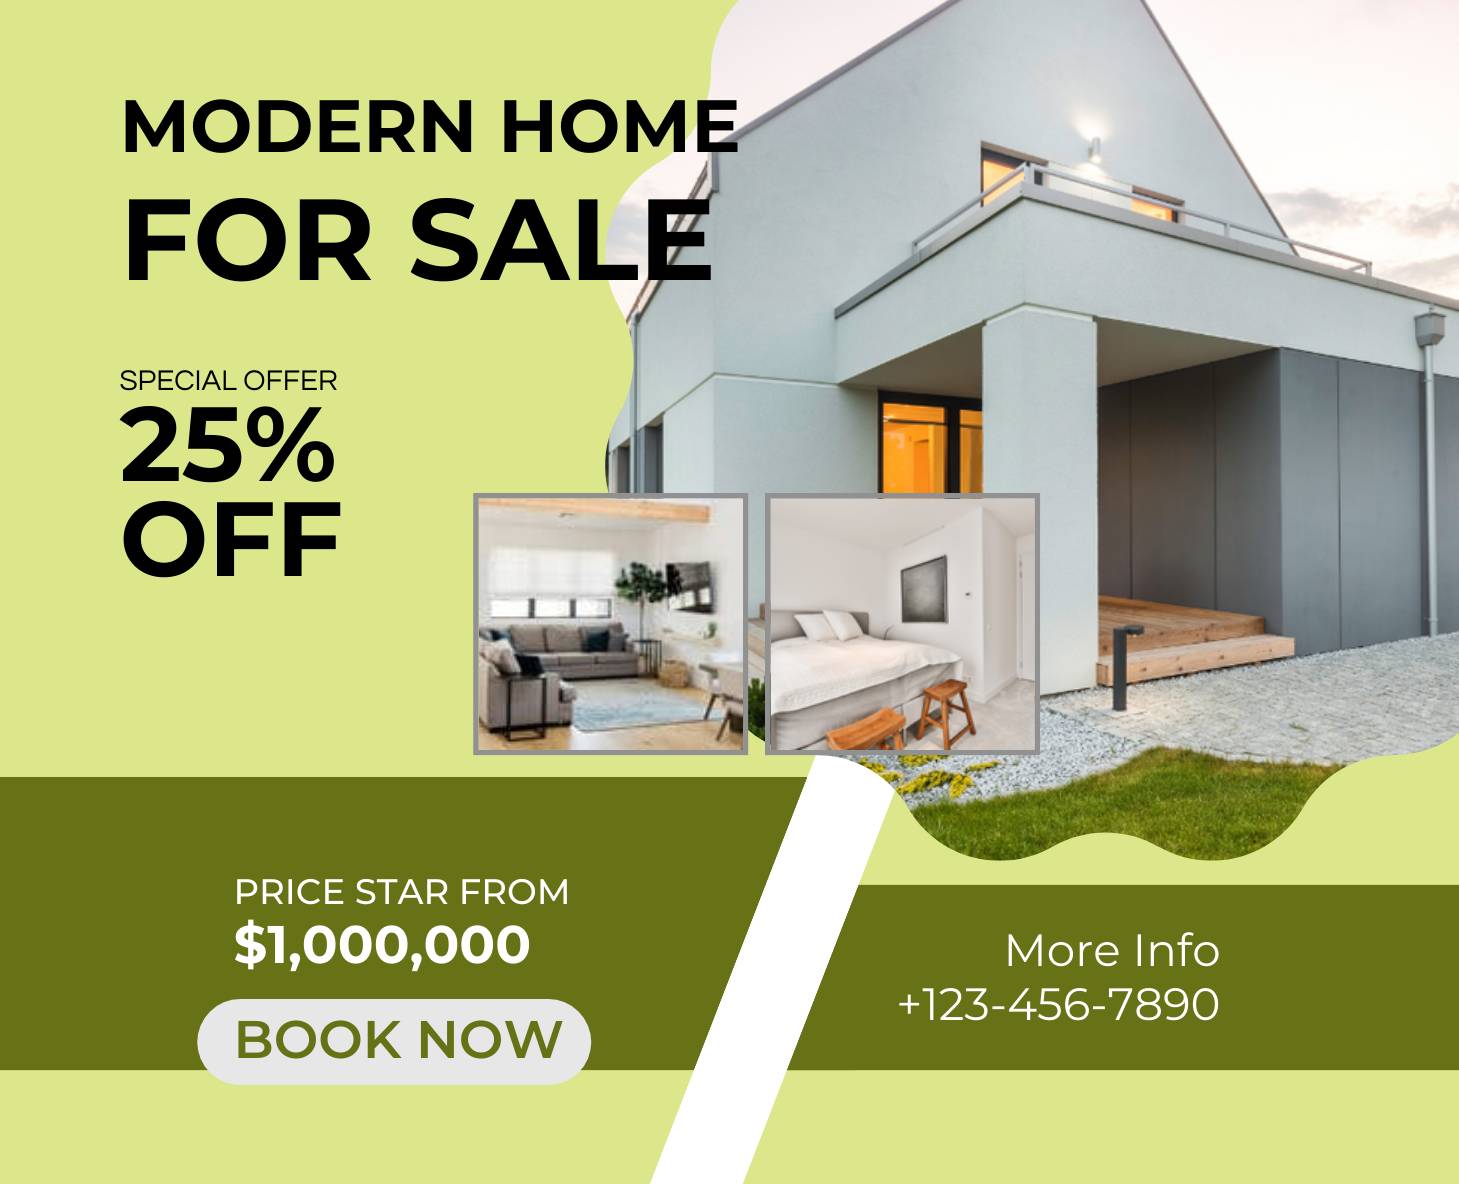 MODERN HOME
FOR SALE
SPECIAL OFFER
25%
OFF
PRICE STAR FROM
$1,000,000
BOOK NOW
More Info
+123-456-7890